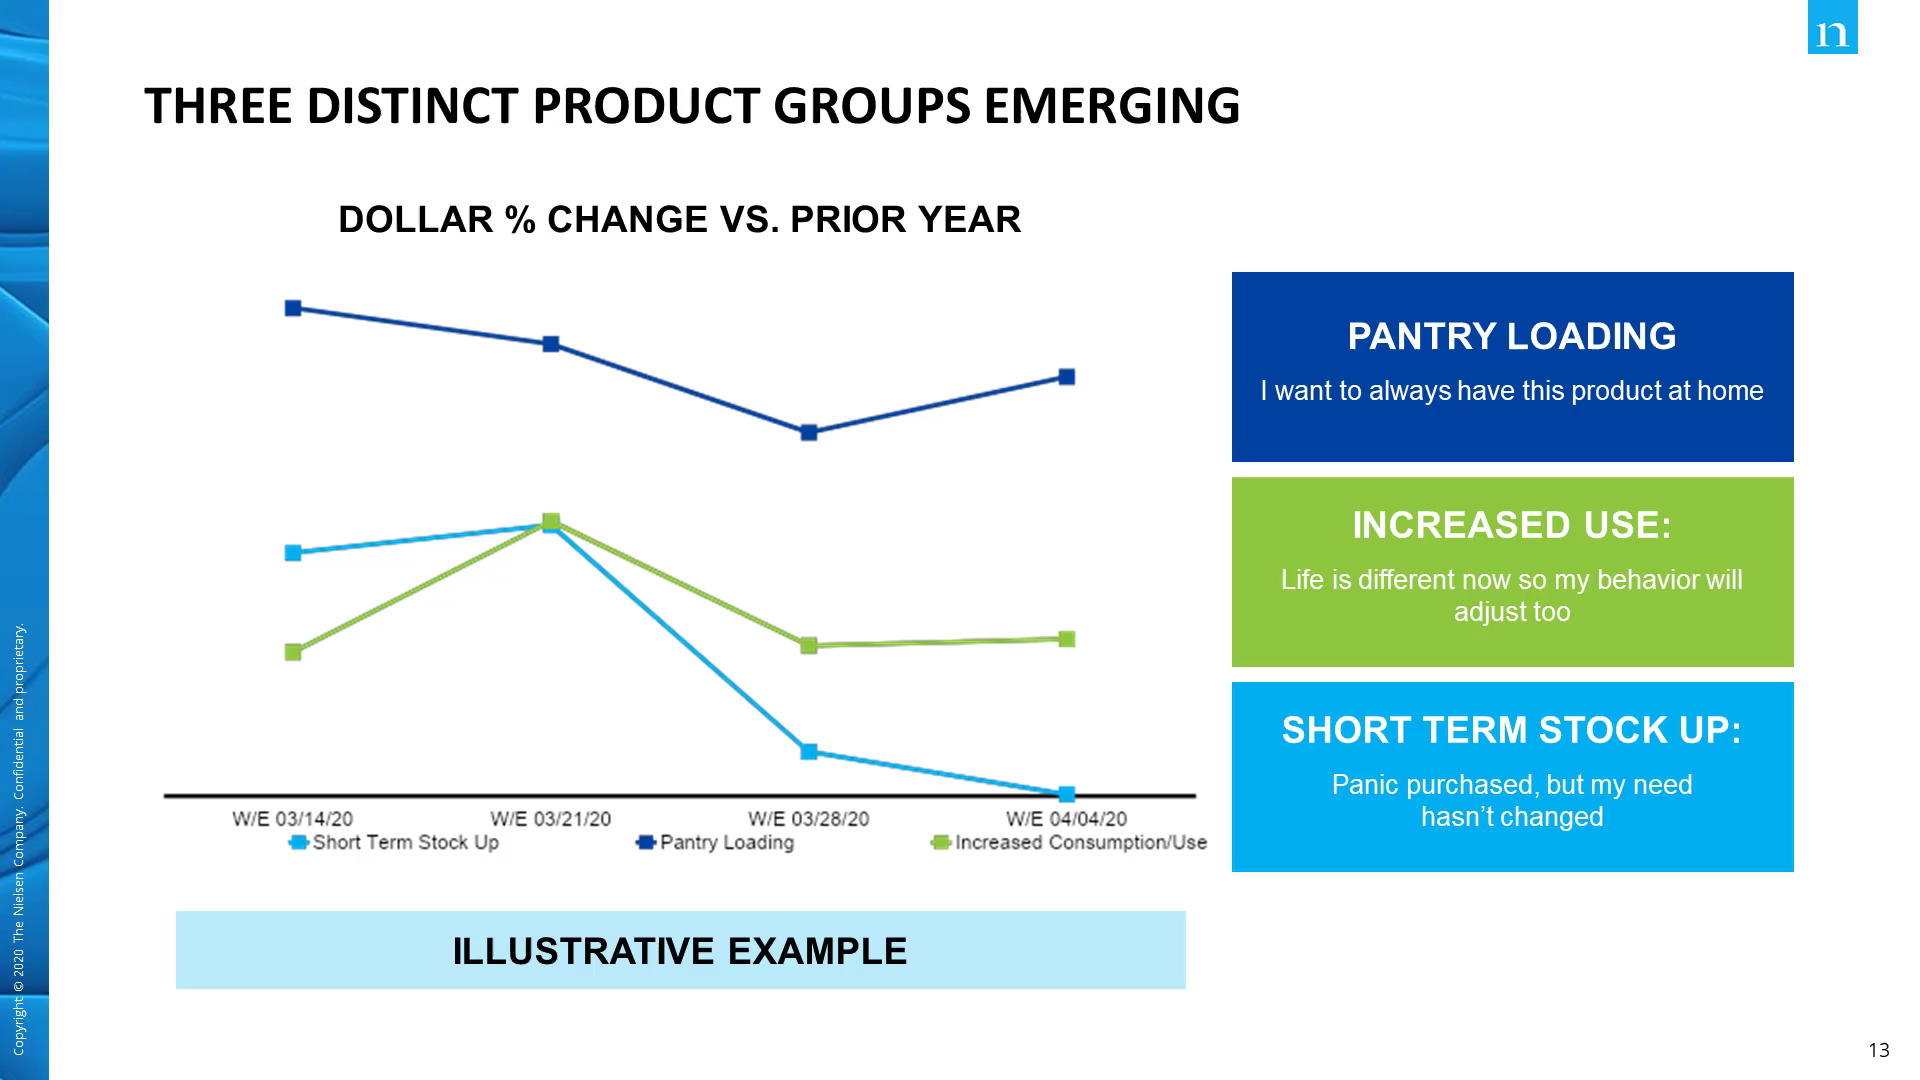 n
THREE DISTINCT PRODUCT GROUPS EMERGING
DOLLAR % CHANGE VS. PRIOR YEAR
W/E 03/14/20 W/E 03/21/20 W/E 03/28/20 W/E 04/04/20
Short Term Stock Up Pantry Loading Increased Consumption/Use
ILLUSTRATIVE EXAMPLE
PANTRY LOADING
I want to always have this product at home
INCREASED USE:
Life is different now so my behavior will
adjust too
SHORT TERM STOCK UP:
Panic purchased, but my need
hasn’t changed
Copyright © 2020 The Nielsen Company. Confidential and proprietary.
13